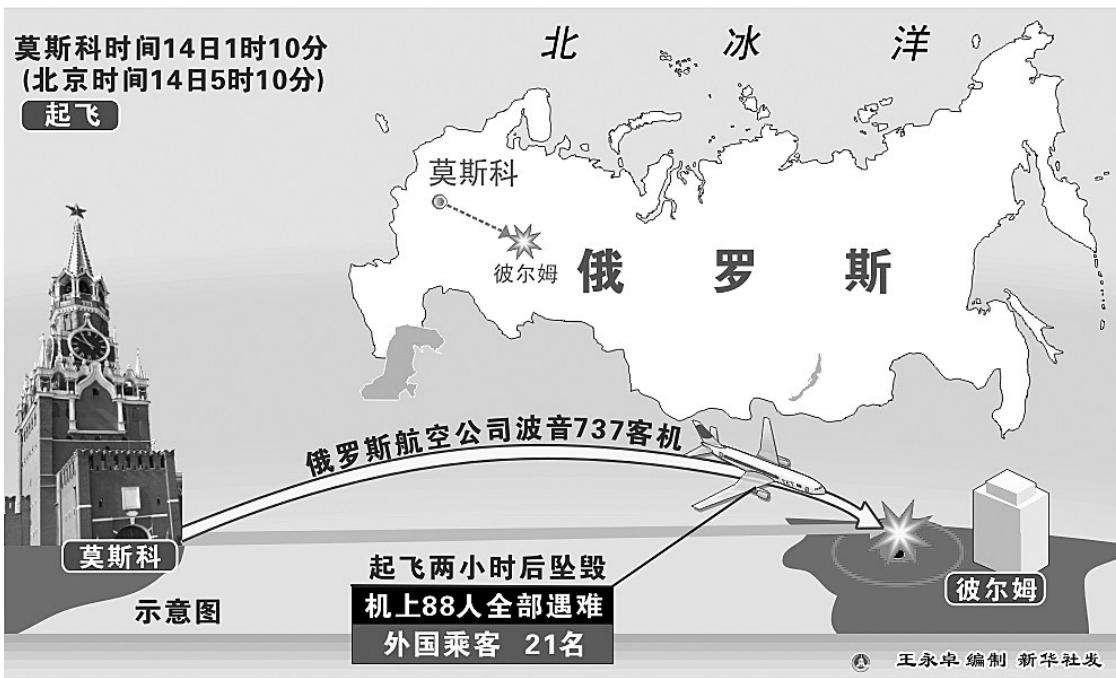 莫斯科时间14日1时10分
(北京时间14日5时10分)
起飞
北 冰 洋
莫斯科
彼尔姆
俄 罗 斯
俄罗斯航空公司波音737客机
莫斯科
起飞两小时后坠毁
机上88人全部遇难
外国乘客 21名
彼尔姆
示意图
王永卓 编制 新华社发